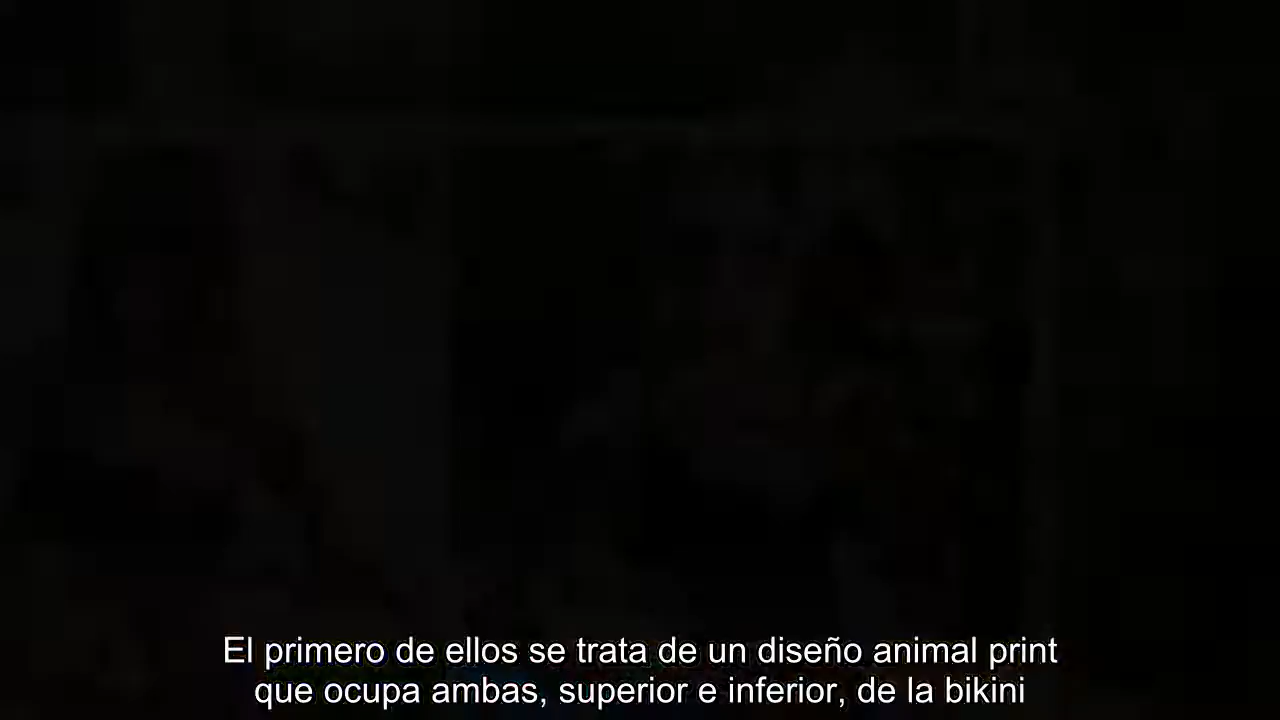 El primero de ellos se trata de un diseño animal print
que ocupa ambas, superior e inferior, de la bikini